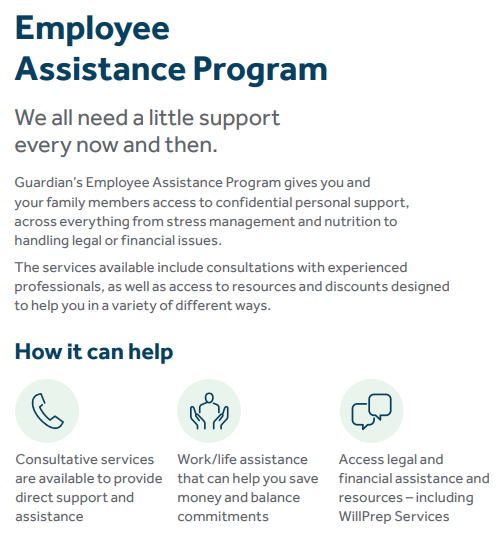 Employee
Assistance Program
We all need a little support
every now and then.
Guardian's Employee Assistance Program gives you and
your family members access to confidential personal support,
across everything from stress management and nutrition to
handling legal or financial issues.
The services available include consultations with experienced
professionals, as well as access to resources and discounts designed
to help you in a variety of different ways.
How it can help
Consultative services
are available to provide
direct support and
assistance
Work/life assistance
that can help you save
money and balance
commitments
Access legal and
financial assistance and
resources – including
WillPrep Services